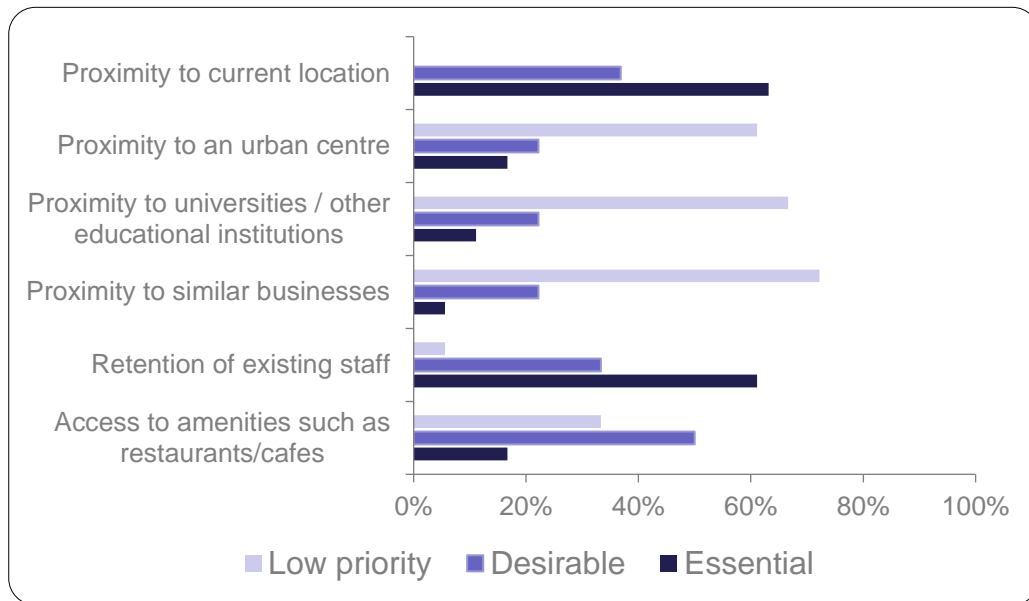 Proximity to current location
Proximity to an urban centre
Proximity to universities / other
educational institutions
Proximity to similar businesses
Retention of existing staff
Access to amenities such as
restaurants/cafes
0% 20% 40% 60% 80% 100%
Low priority Desirable Essential